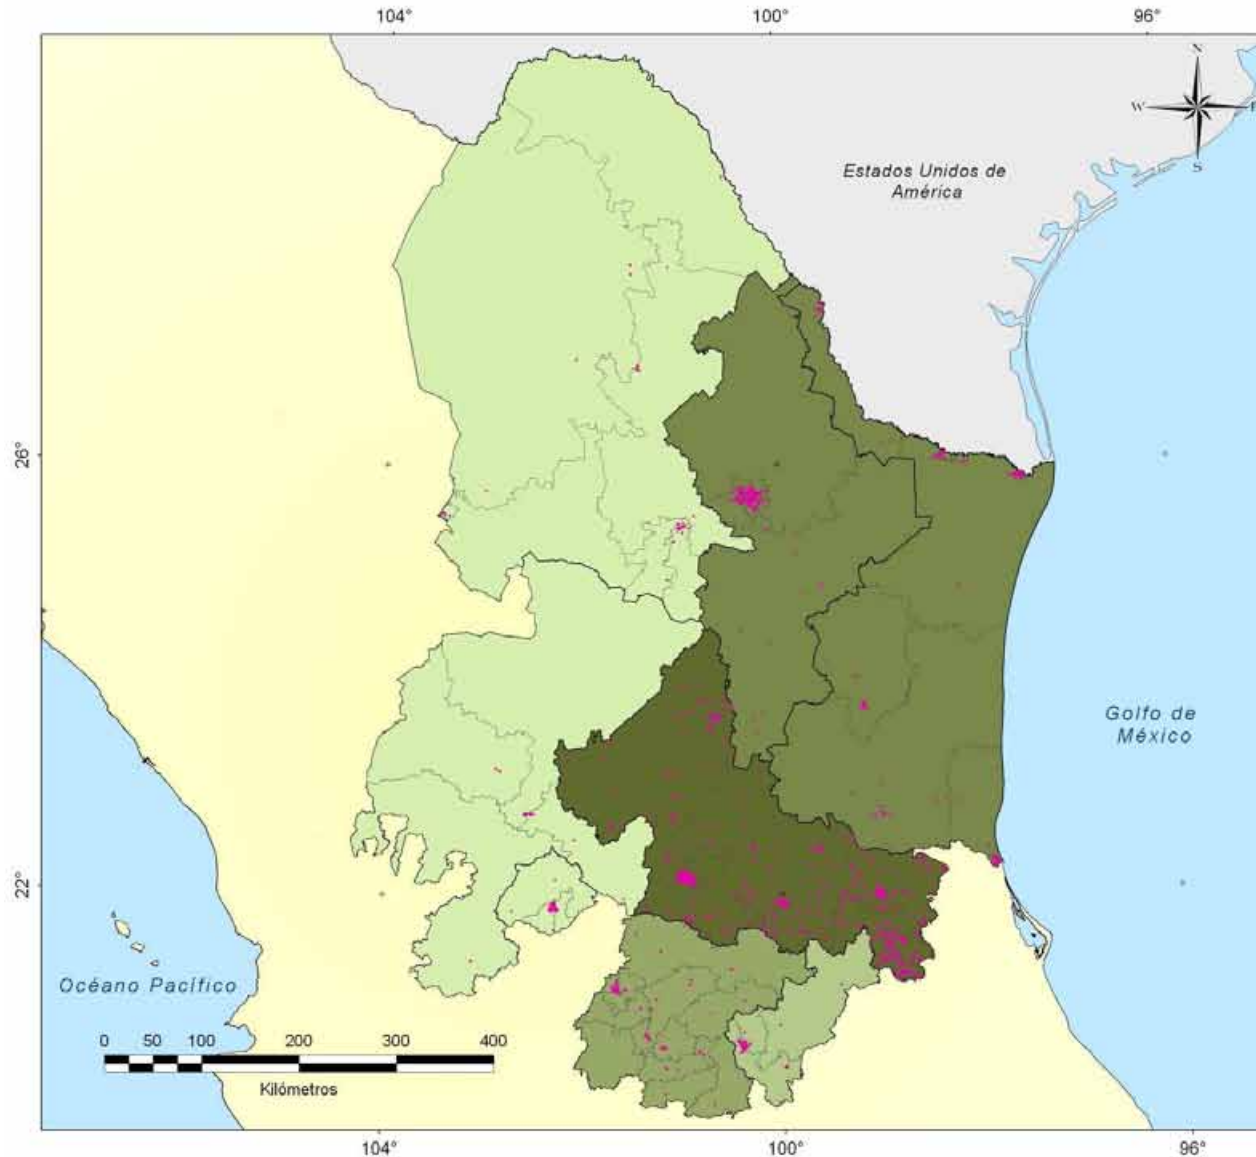 104°
100°
96°
N
W
S
Estados Unidos de
América
26°
Golfo de
México
22°
Océano Pacífico
0 50 100 200 300 400
Kilómetros
104°
100°
96°